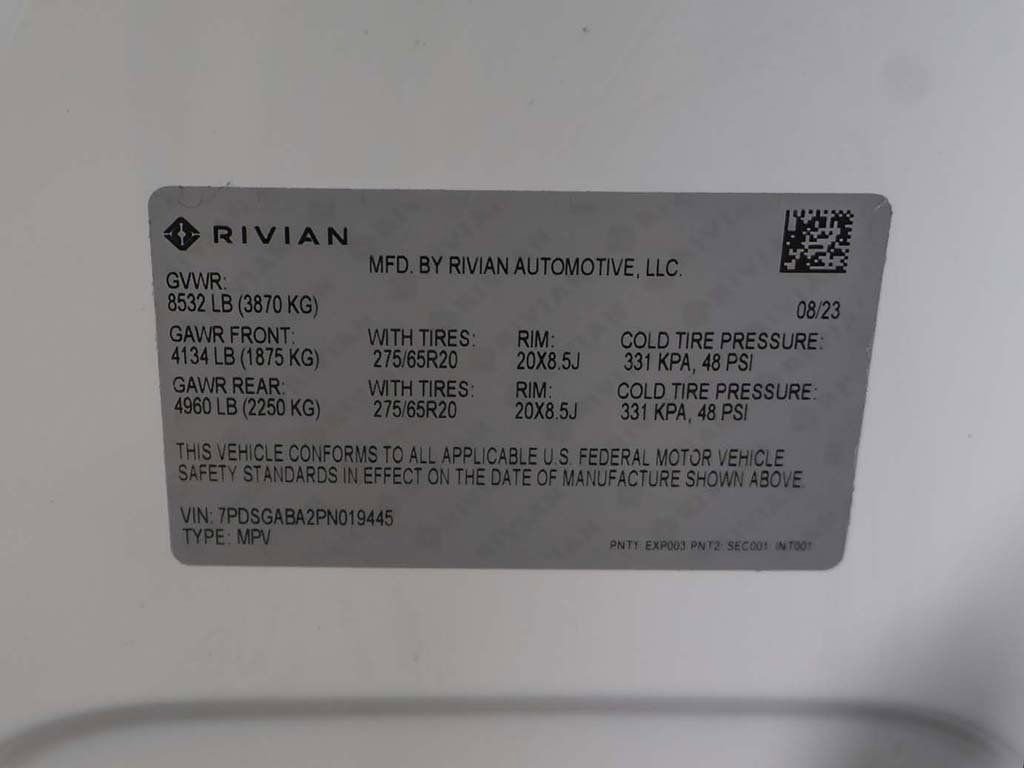 RIVIAN
MFD. BY RIVIAN AUTOMOTIVE, LLC.
GVWR:
8532 LB (3870 KG)
08/23
GAWR FRONT: WITH TIRES: RIM: COLD TIRE PRESSURE:
4134 LB (1875 KG) 275/65R20 20X8.5J 331 KPA, 48 PSI
GAWR REAR: WITH TIRES: RIM: COLD TIRE PRESSURE:
4960 LB (2250 KG) 275/65R20 20X8.5J 331 KPA, 48 PSI
THIS VEHICLE CONFORMS TO ALL APPLICABLE U.S. FEDERAL MOTOR VEHICLE
SAFETY STANDARDS IN EFFECT ON THE DATE OF MANUFACTURE SHOWN ABOVE.
VIN: 7PDSGABA2PN019445
TYPE: MPV
PNT1: EXP003 PNT2: SEC001 INT001